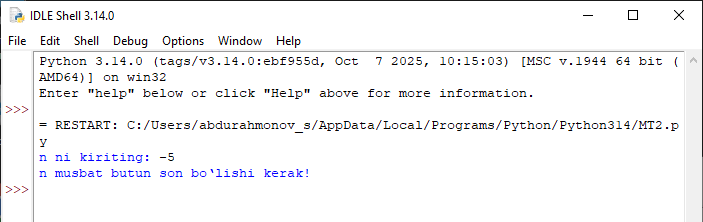 IDLE Shell 3.14.0
File Edit Shell Debug Options Window Help
Python 3.14.0 (tags/v3.14.0:ebf955d, Oct  7 2025, 10:15:03) [MSC v.1944 64 bit (
AMD64)] on win32
Enter "help" below or click "Help" above for more information.
>>>
= RESTART: C:/Users/abdurahmonov_s/AppData/Local/Programs/Python/Python314/MT2.p
y
n ni kiriting: -5
n musbat butun son bo‘lishi kerak!
>>>